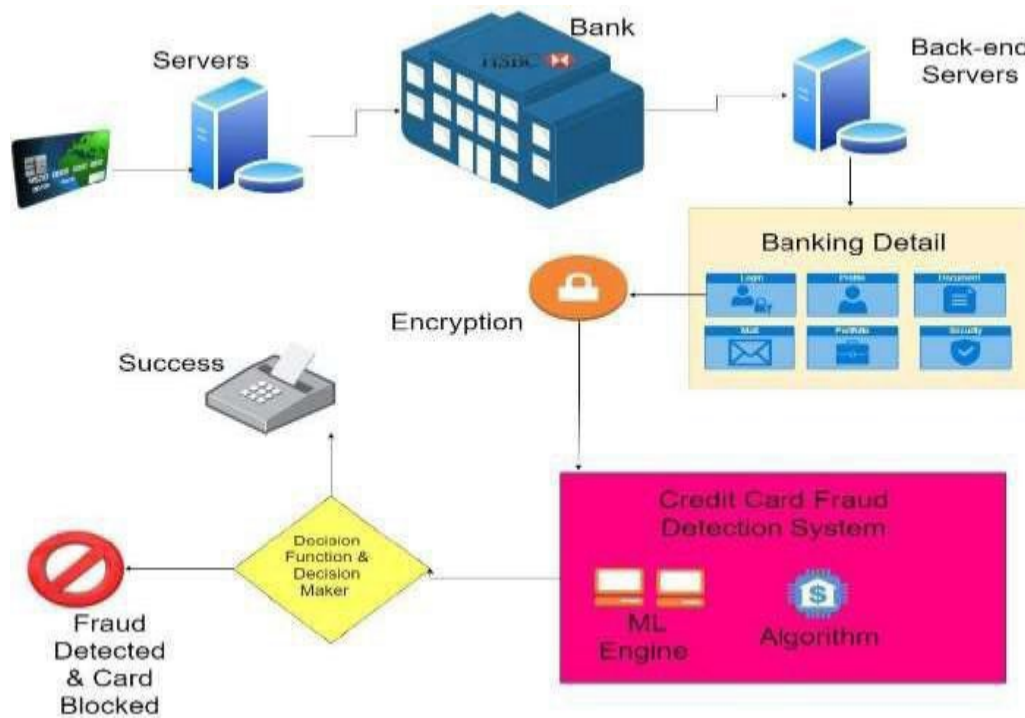 Servers
Bank
HSBC
Back-end
Servers
Banking Detail
Login
Profile
Document
Mail
Portfolio
Security
Encryption
Success
Credit Card Fraud
Detection System
ML
Engine
Algorithm
$
Decision
Function &
Decision
Maker
Fraud
Detected
& Card
Blocked